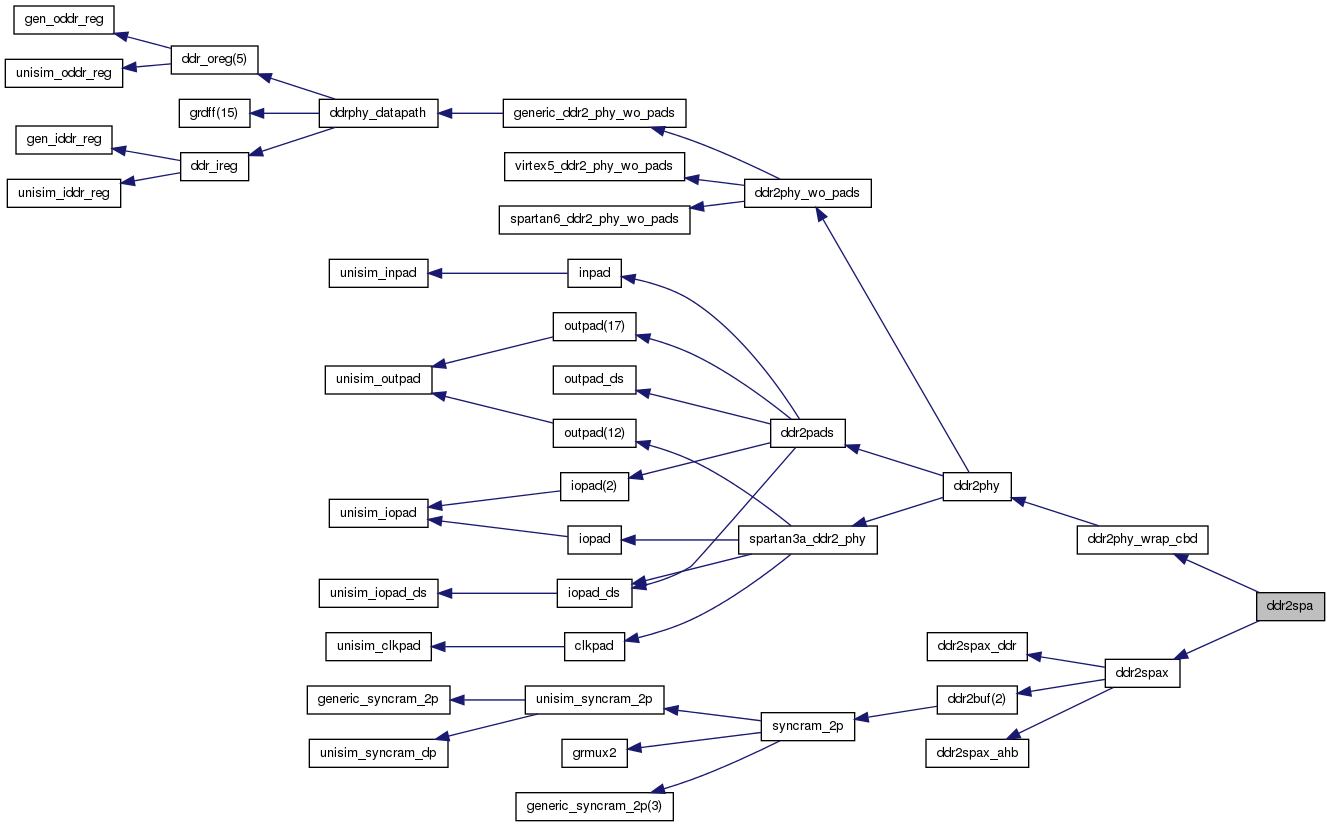 gen_oddr_reg
ddr_oreg(5)
unisim_oddr_reg
grdff(15)
ddrphy_datapath
generic_ddr2_phy_wo_pads
gen_iddr_reg
ddr_ireg
virtex5_ddr2_phy_wo_pads
unisim_iddr_reg
ddr2phy_wo_pads
spartan6_ddr2_phy_wo_pads
unisim_inpad
inpad
outpad(17)
unisim_outpad
outpad_ds
outpad(12)
ddr2pads
iopad(2)
ddr2phy
unisim_iopad
iopad
spartan3a_ddr2_phy
ddr2phy_wrap_cbd
unisim_iopad_ds
iopad_ds
ddr2spa
unisim_clkpad
clkpad
ddr2spax_ddr
ddr2spax
generic_syncram_2p
unisim_syncram_2p
ddr2buf(2)
syncram_2p
unisim_syncram_dp
grmux2
ddr2spax_ahb
generic_syncram_2p(3)